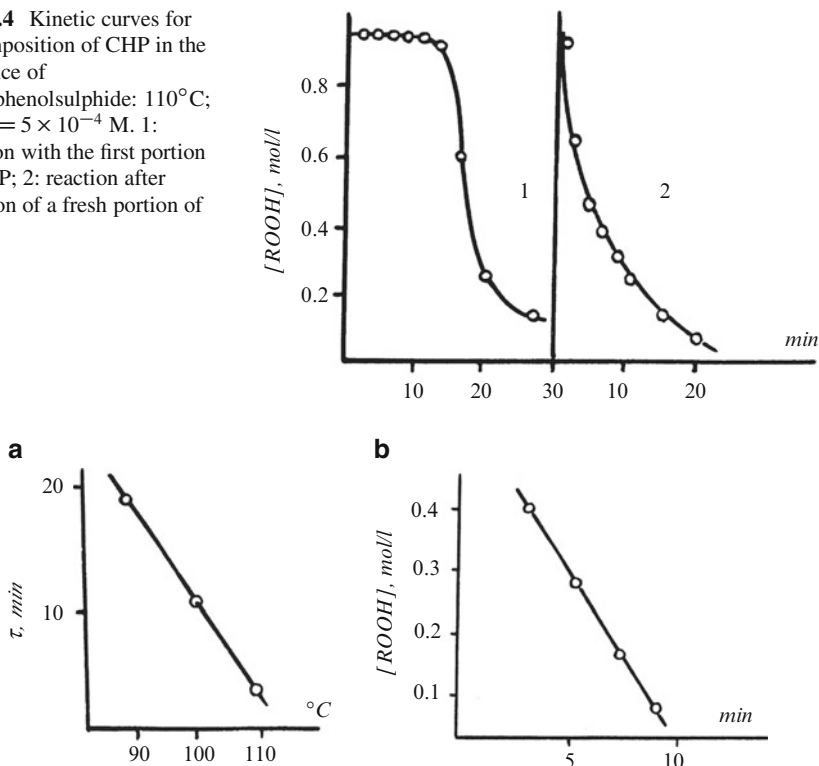 .4 Kinetic curves for
position of CHP in the
ce of
phenolsulphide: 110°C;
= 5 × 10⁻⁴ M. 1:
on with the first portion
P; 2: reaction after
on of a fresh portion of
[ROOH], mol/l
0.8
0.6
0.4
0.2
1
2
min
10
20
30
10
20
a
τ, min
20
10
°C
90
100
110
b
[ROOH], mol/l
0.4
0.3
0.2
0.1
min
5
10